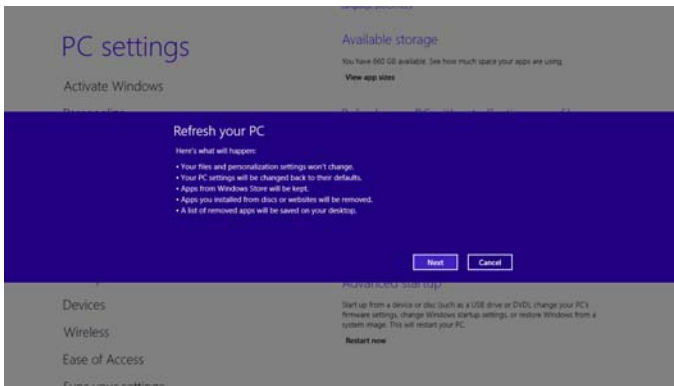 PC settings
Activate Windows
Available storage
You have 660 GB available. See how much space your apps are using.
View app sizes
Refresh your PC
Here's what will happen:
• Your files and personalization settings won't change.
• Your PC settings will be changed back to their defaults.
• Apps from Windows Store will be kept.
• Apps you installed from discs or websites will be removed.
• A list of removed apps will be saved on your desktop.
Next
Cancel
Devices
Wireless
Ease of Access
Advanced startup
Start up from a device or disc (such as a USB drive or DVD), change your PC's
firmware settings, change Windows startup settings, or restore Windows from a
system image. This will restart your PC.
Restart now